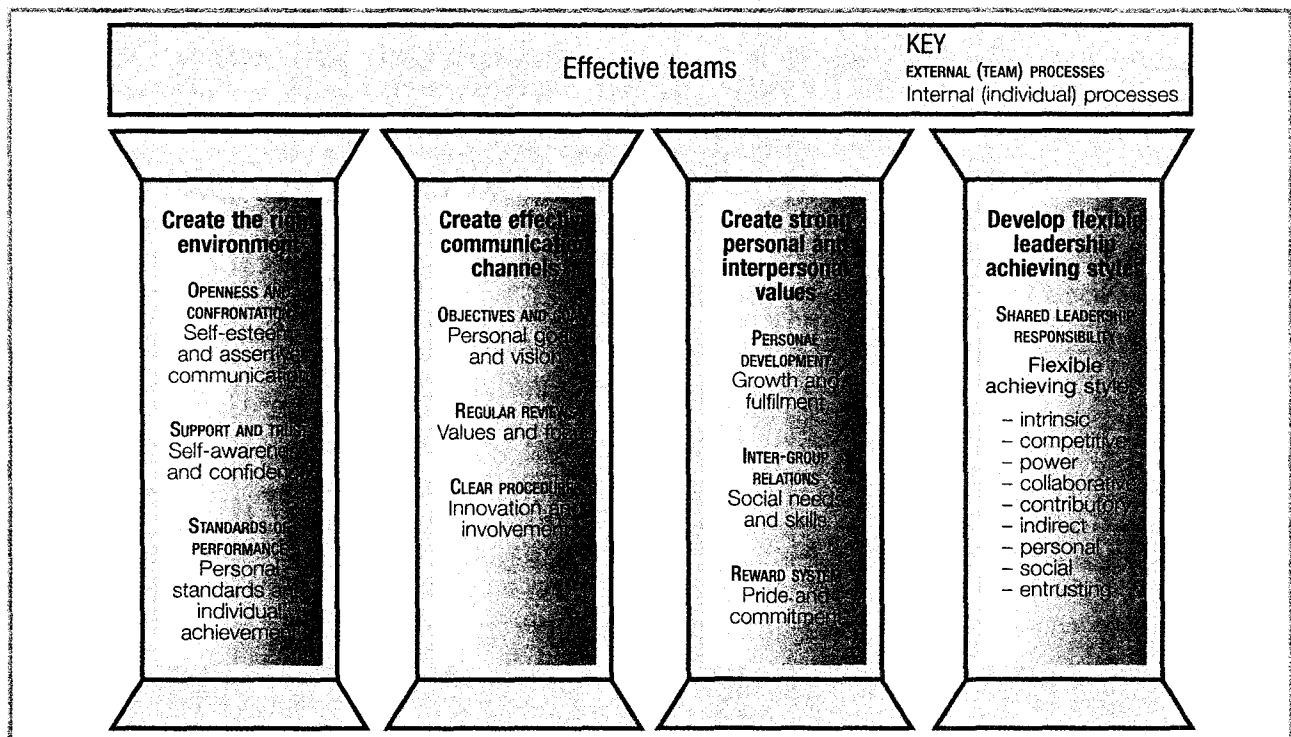 Effective teams
KEY
EXTERNAL (TEAM) PROCESSES
Internal (individual) processes
Create the right
environment
OPENNESS AND
CONFRONTATION
Self-esteem
and assertive
communication
SUPPORT AND TRUST
Self-awareness
and confidence
STANDARDS OF
PERFORMANCE
Personal
standards and
individual
achievement
Create effective
communication
channels
OBJECTIVES AND
Personal goals
and vision
REGULAR REVIEW
Values and
CLEAR PROCEDURES
Innovation and
involvement
Create strong
personal and
interpersonal
values
PERSONAL
DEVELOPMENT
Growth and
fulfilment
INTER-GROUP
RELATIONS
Social needs
and skills
REWARD SYSTEM
Pride and
commitment
Develop flexible
leadership
achieving styles
SHARED LEADERSHIP
RESPONSIBILITY
Flexible
achieving styles
– intrinsic
– competitive
– power
– collaborative
– contributory
– indirect
– personal
– social
– entrusting